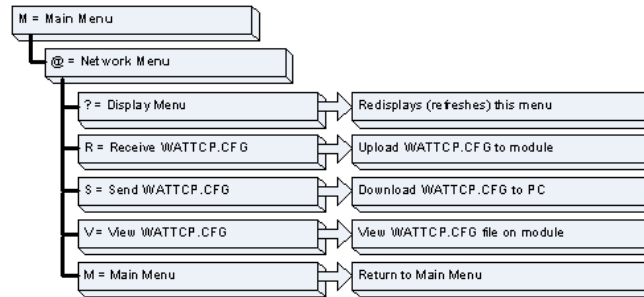 M = Main Menu
@ = Network Menu
? = Display Menu
Redisplays (refreshes) this menu
R = Receive WATTCP.CFG
Upload WATTCP.CFG to module
S = Send WATTCP.CFG
Download WATTCP.CFG to PC
V = View WATTCP.CFG
View WATTCP.CFG file on module
M = Main Menu
Return to Main Menu